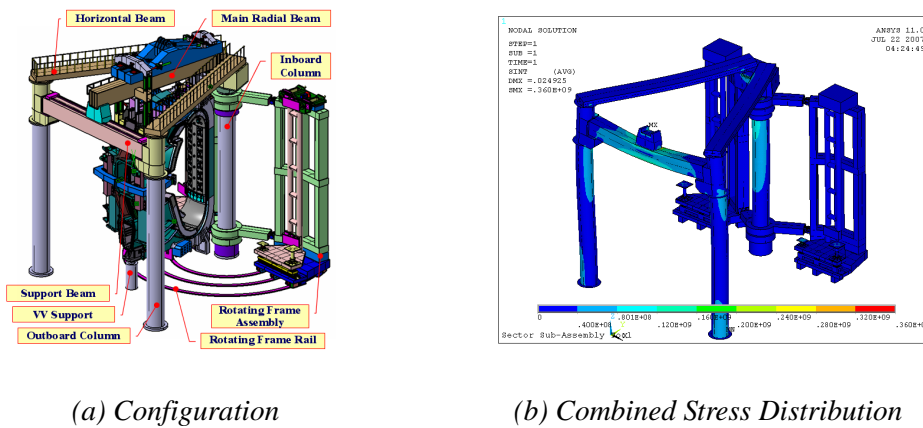 Horizontal Beam
Main Radial Beam
Inboard
Column
Support Beam
VV Support
Outboard Column
Rotating Frame
Assembly
Rotating Frame Rail
(a) Configuration
1
NODAL SOLUTION
STEP=1
SUB =1
TIME=1
SINT (AVG)
DMX =.024925
SMX =.360E+09
ANSYS 11.0
JUL 22 2007
04:24:49
MX
0 .801E+08 .160E+09 .240E+09 .320E+09
.400E+08 .120E+09 .200E+09 .280E+09 .360E
Sector Sub-Assembly Tool
(b) Combined Stress Distribution